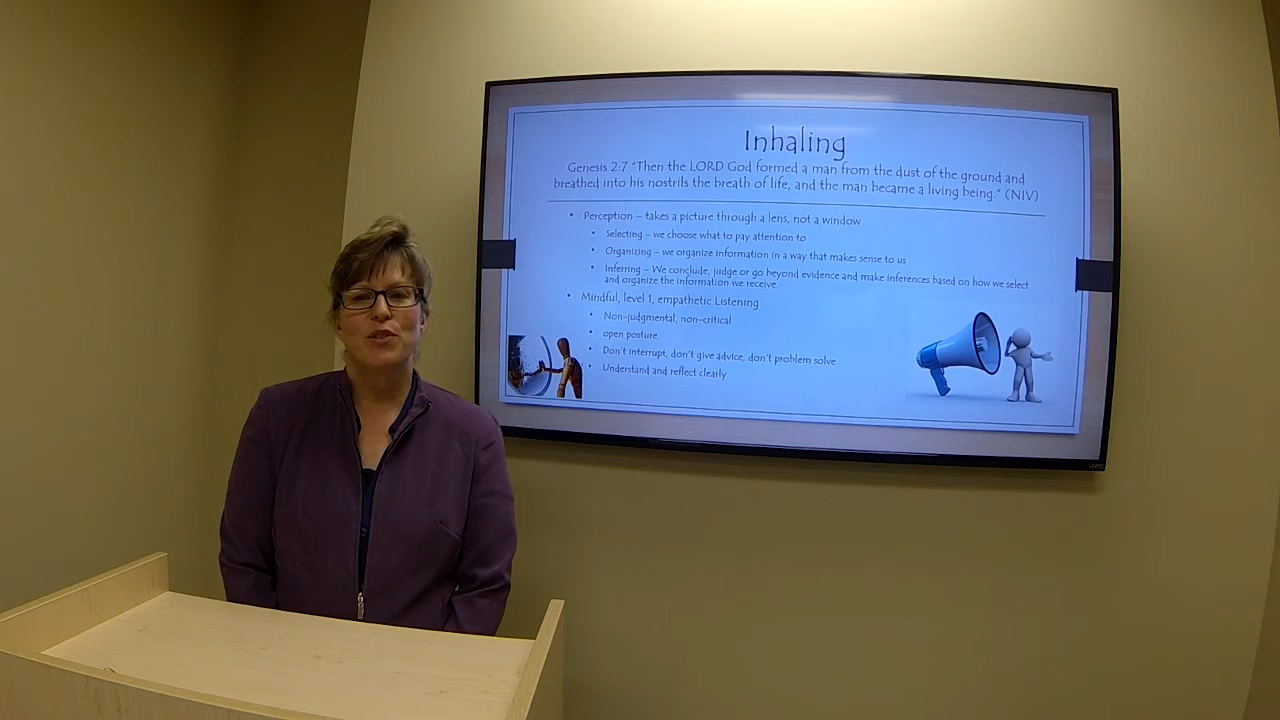 Inhaling
Genesis 2:7 "Then the LORD God formed a man from the dust of the ground and
breathed into his nostrils the breath of life, and the man became a living being." (NIV)
• Perception – takes a picture through a lens, not a window
• Selecting – we choose what to pay attention to
• Organizing – we organize information in a way that makes sense to us
• Inferring – We conclude, judge or go beyond evidence and make inferences based on how we select
and organize the information we receive.
• Mindful, level 1, empathetic Listening
• Non-judgmental, non-critical
• open posture
• Don't interrupt, don't give advice, don't problem solve
• Understand and reflect clearly
VIZIO